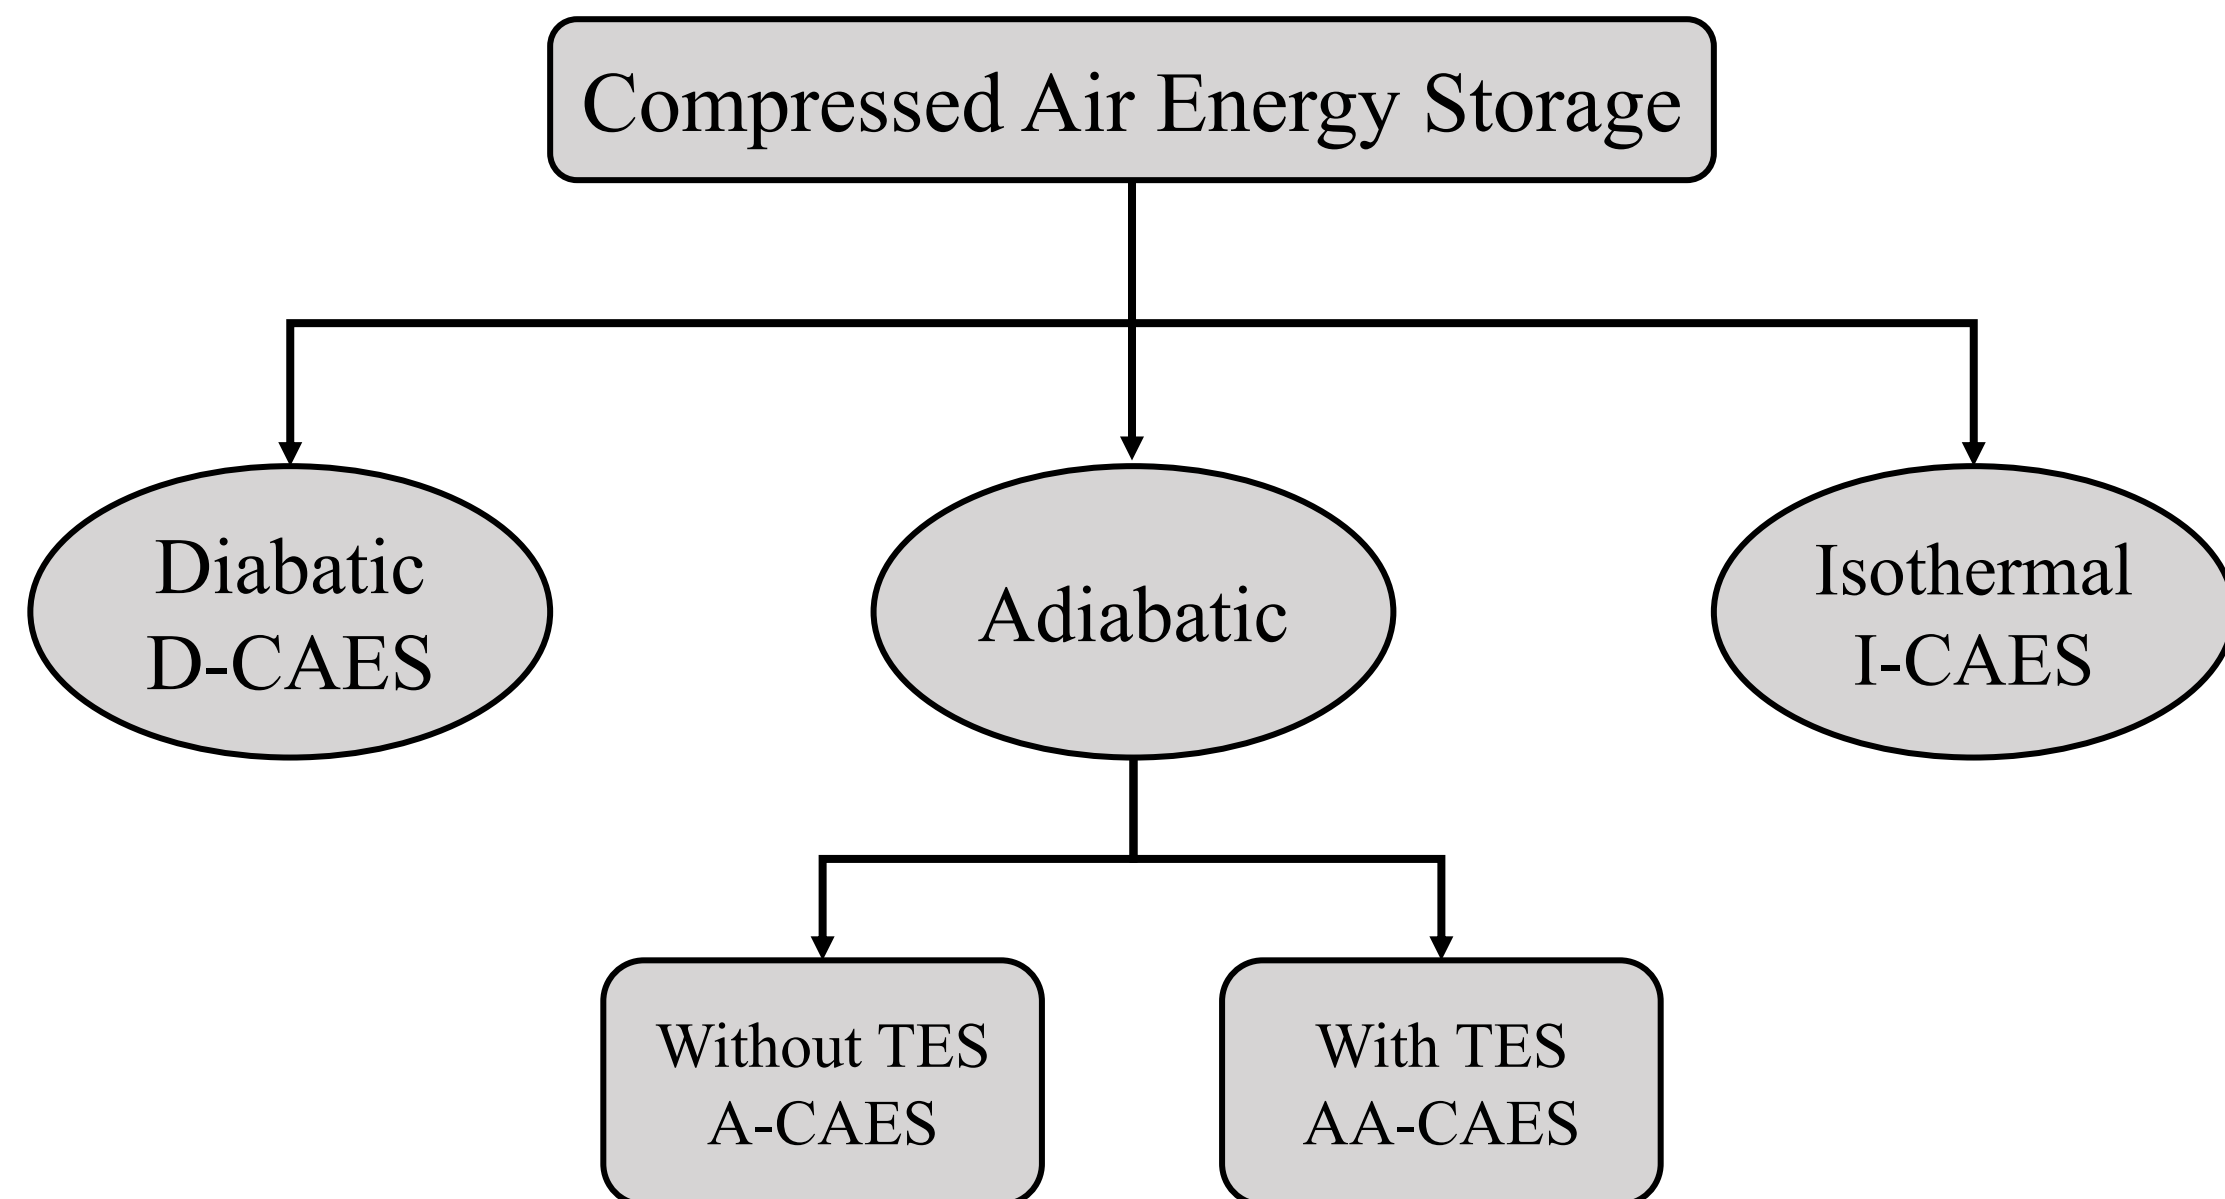 Compressed Air Energy Storage
Diabatic
D-CAES
Adiabatic
Isothermal
I-CAES
Without TES
A-CAES
With TES
AA-CAES